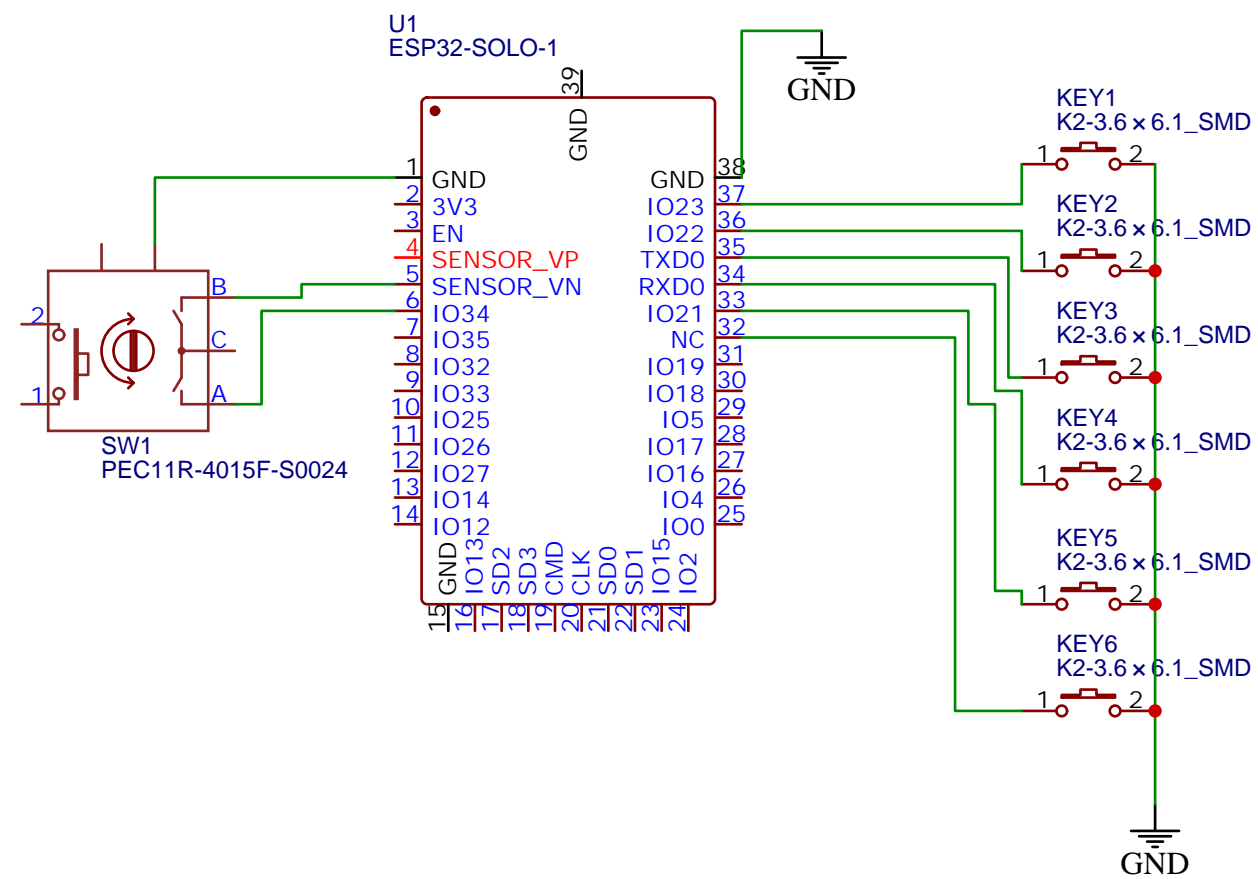 U1
ESP32-SOLO-1
39
GND
GND
1
GND
2
3V3
3
EN
4
SENSOR_VP
5
SENSOR_VN
6
IO34
7
IO35
8
IO32
9
IO33
10
IO25
11
IO26
12
IO27
13
IO14
14
IO12
38
GND
37
IO23
36
IO22
35
TXD0
34
RXD0
33
IO21
32
NC
31
IO19
30
IO18
29
IO5
28
IO17
27
IO16
26
IO4
25
IO0
GND
IO13
SD2
SD3
CMD
CLK
SD0
SD1
IO15
IO2
15
16
17
18
19
20
21
22
23
24
B
2
C
1
A
SW1
PEC11R-4015F-S0024
KEY1
K2-3.6×6.1_SMD
1 2
KEY2
K2-3.6×6.1_SMD
1 2
KEY3
K2-3.6×6.1_SMD
1 2
KEY4
K2-3.6×6.1_SMD
1 2
KEY5
K2-3.6×6.1_SMD
1 2
KEY6
K2-3.6×6.1_SMD
1 2
GND